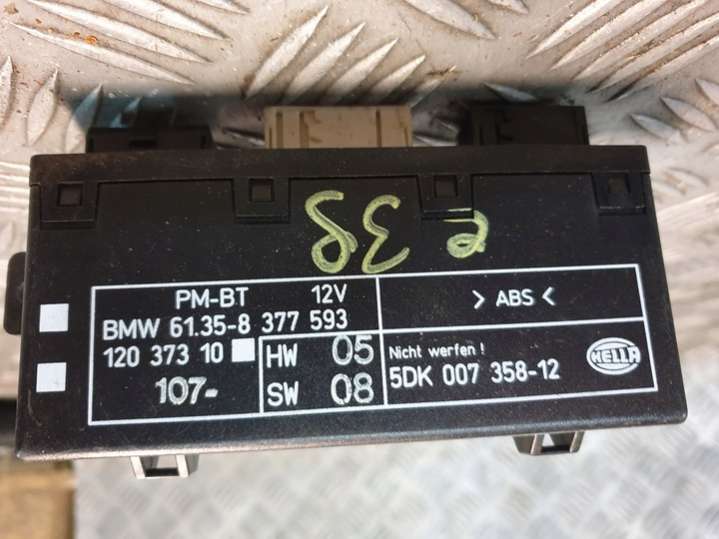 e 38
PM-BT 12V
BMW 61.35-8 377 593
120 373 10
107-
HW 05
SW 08
> ABS <
Nicht werfen !
5DK 007 358-12
HELLA